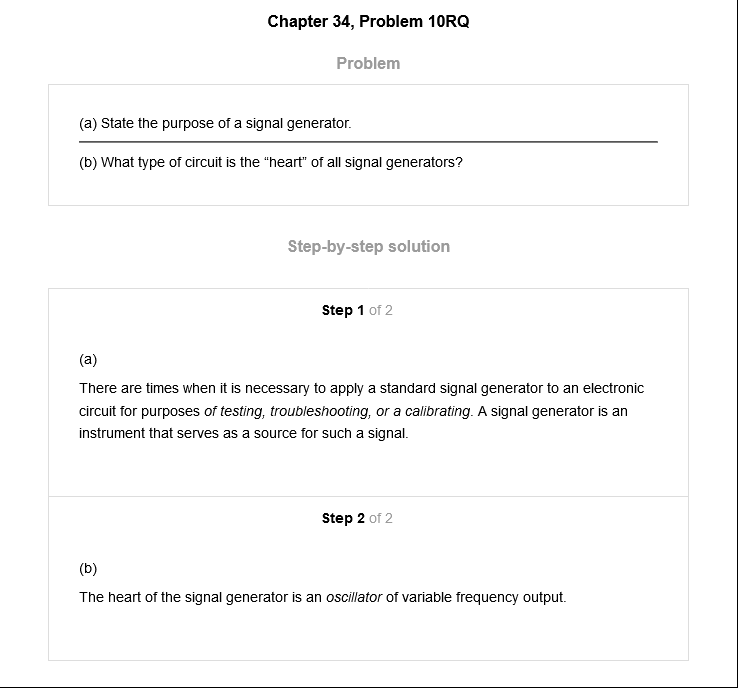 Chapter 34, Problem 10RQ
Problem
(a) State the purpose of a signal generator.
(b) What type of circuit is the “heart” of all signal generators?
Step-by-step solution
Step 1 of 2
(a)
There are times when it is necessary to apply a standard signal generator to an electronic
circuit for purposes of testing, troubleshooting, or a calibrating. A signal generator is an
instrument that serves as a source for such a signal.
Step 2 of 2
(b)
The heart of the signal generator is an oscillator of variable frequency output.